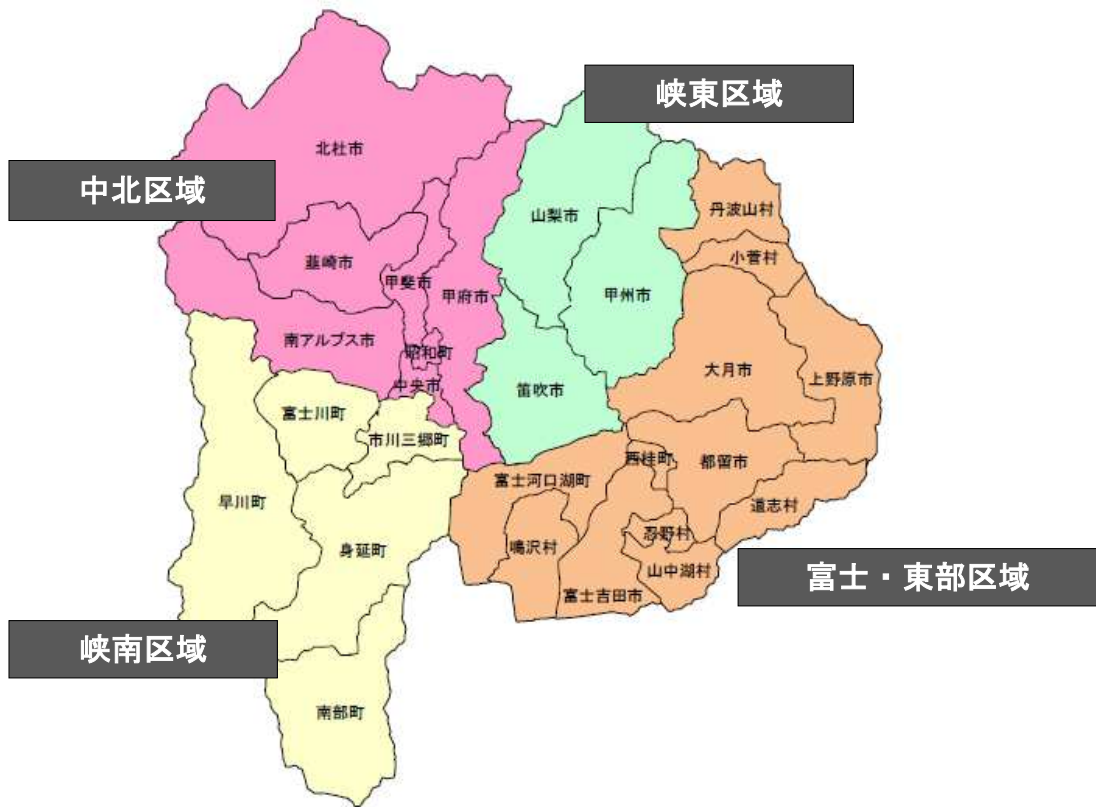 峡東区域
北杜市
中北区域
山梨市
丹波山村
小菅村
韮崎市
甲斐市
甲府市
甲州市
南アルプス市
昭和町
大月市
上野原市
中央市
笛吹市
富士川町
市川三郷町
西桂町
都留市
富士河口湖町
早川町
道志村
忍野村
鳴沢村
身延町
山中湖村
富士・東部区域
富士吉田市
峡南区域
南部町